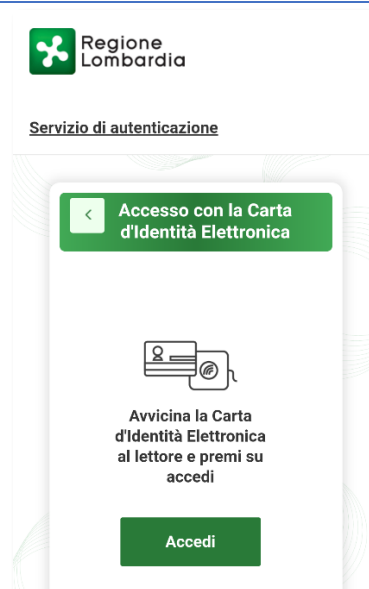 Regione
Lombardia
Servizio di autenticazione
Accesso con la Carta
d'Identità Elettronica
Avvicina la Carta
d'Identità Elettronica
al lettore e premi su
accedi
Accedi